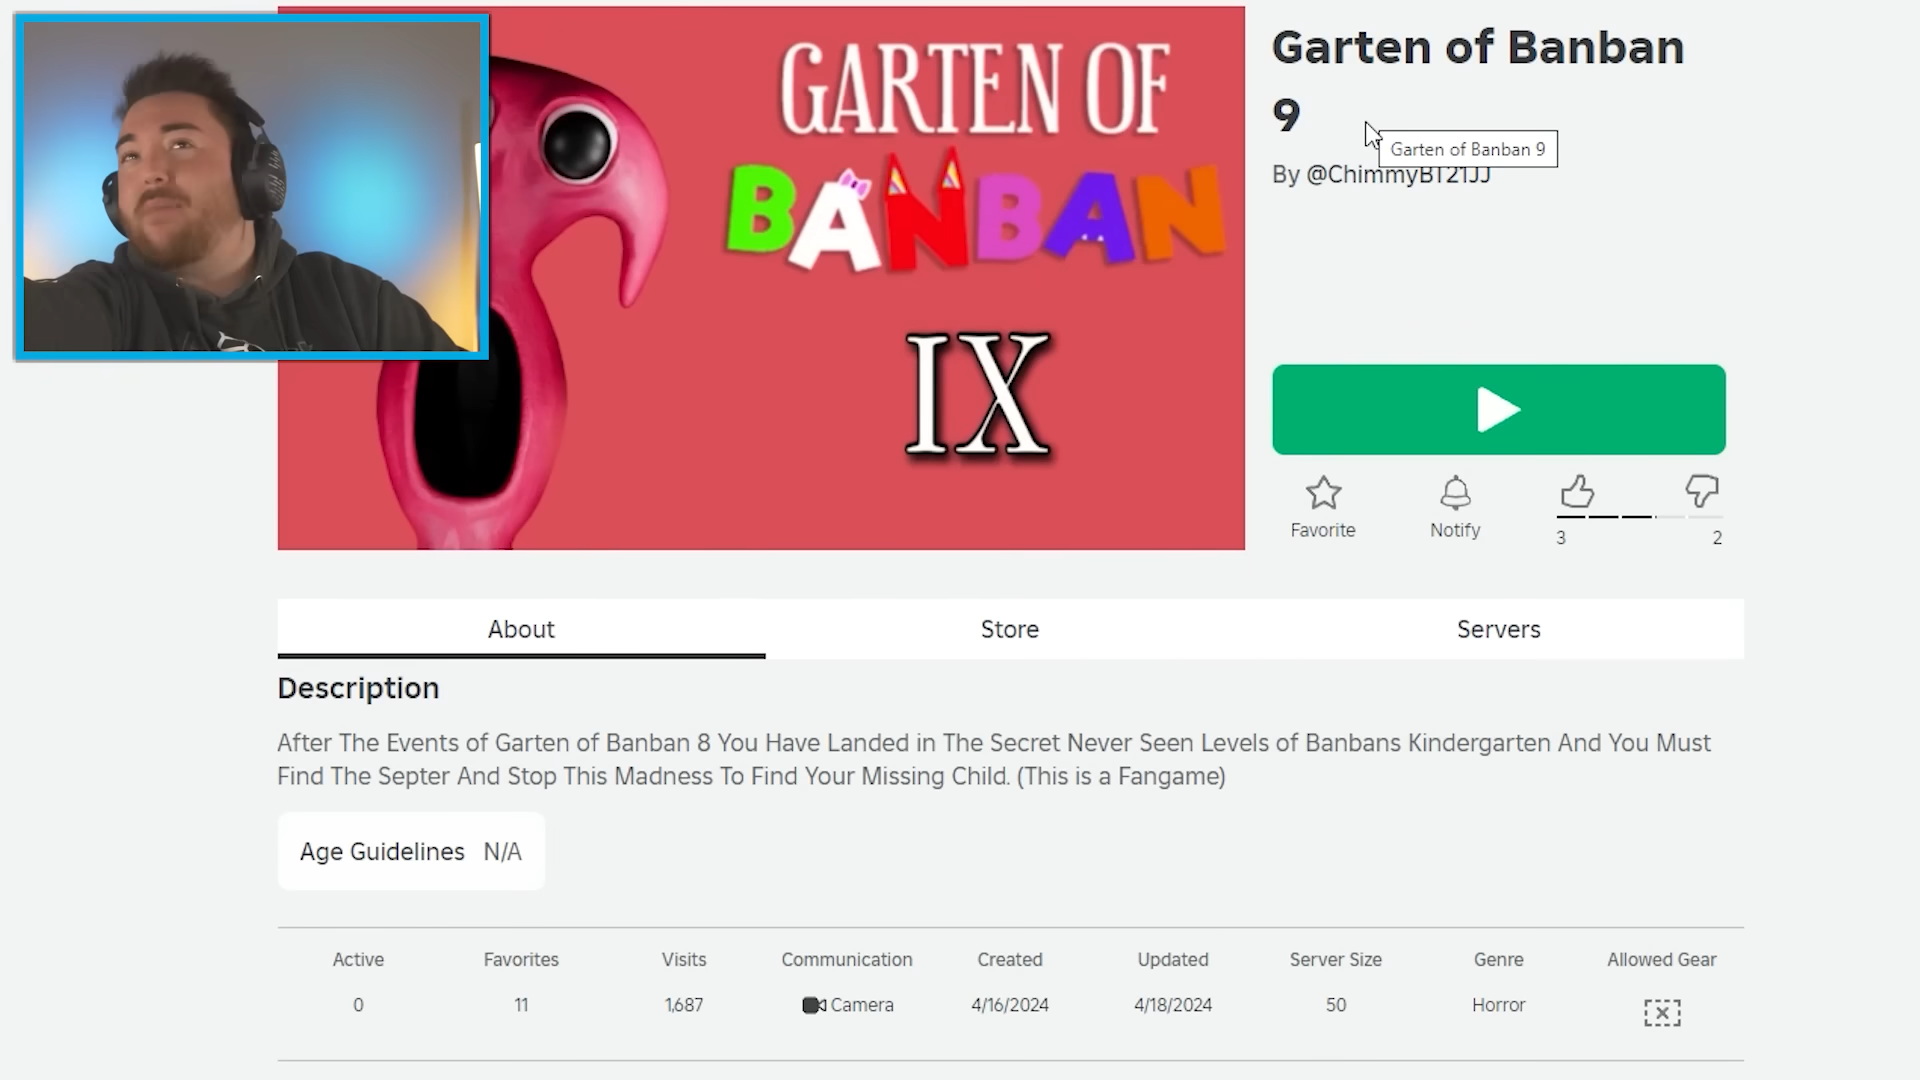 GARTEN OF
BANBAN
IX
Garten of Banban
9
Garten of Banban 9
By @ChimmyBT21JJ
Favorite
Notify
3
2
About
Store
Servers
Description
After The Events of Garten of Banban 8 You Have Landed in The Secret Never Seen Levels of Banbans Kindergarten And You Must
Find The Septer And Stop This Madness To Find Your Missing Child. (This is a Fangame)
Age Guidelines N/A
Active Favorites Visits Communication Created Updated Server Size Genre Allowed Gear
0 11 1,687 Camera 4/16/2024 4/18/2024 50 Horror